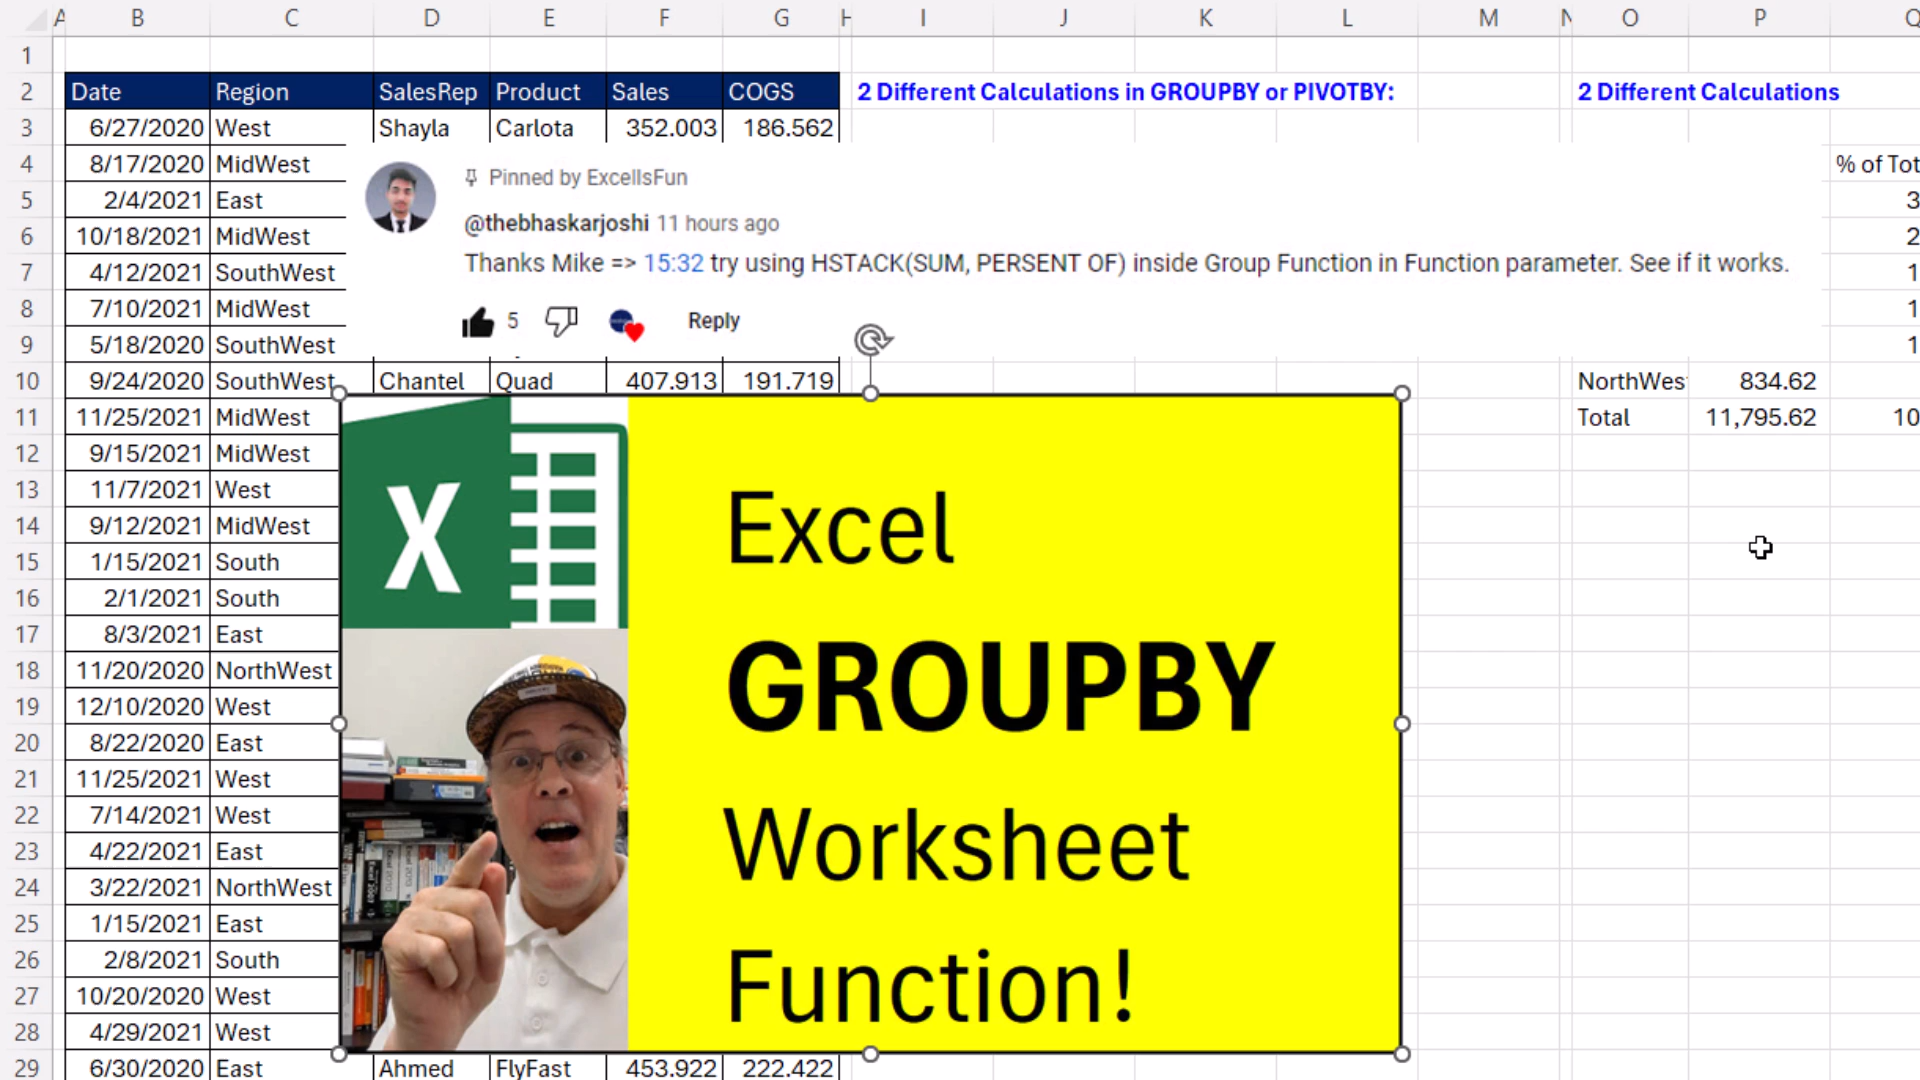 A B C D E F G H I J K L M N O P Q
1
2 Date Region SalesRep Product Sales COGS 2 Different Calculations in GROUPBY or PIVOTBY: 2 Different Calculations
3 6/27/2020 West Shayla Carlota 352.003 186.562
4 8/17/2020 MidWest % of Tot
5 2/4/2021 East 3
6 10/18/2021 MidWest 2
7 4/12/2021 SouthWest 1
8 7/10/2021 MidWest 1
9 5/18/2020 SouthWest 1
Pinned by ExcelIsFun
@thebhaskarjoshi 11 hours ago
Thanks Mike => 15:32 try using HSTACK(SUM, PERSENT OF) inside Group Function in Function parameter. See if it works.
5 Reply
10 9/24/2020 SouthWest Chantel Quad 407.913 191.719 NorthWes 834.62
11 11/25/2021 MidWest Total 11,795.62 10
12 9/15/2021 MidWest
13 11/7/2021 West
14 9/12/2021 MidWest
15 1/15/2021 South
16 2/1/2021 South
17 8/3/2021 East
18 11/20/2020 NorthWest
19 12/10/2020 West
20 8/22/2020 East
21 11/25/2021 West
22 7/14/2021 West
23 4/22/2021 East
24 3/22/2021 NorthWest
25 1/15/2021 East
26 2/8/2021 South
27 10/20/2020 West
28 4/29/2021 West
29 6/30/2020 East Ahmed FlyFast 453.922 222.422
X
Excel
GROUPBY
Worksheet
Function!